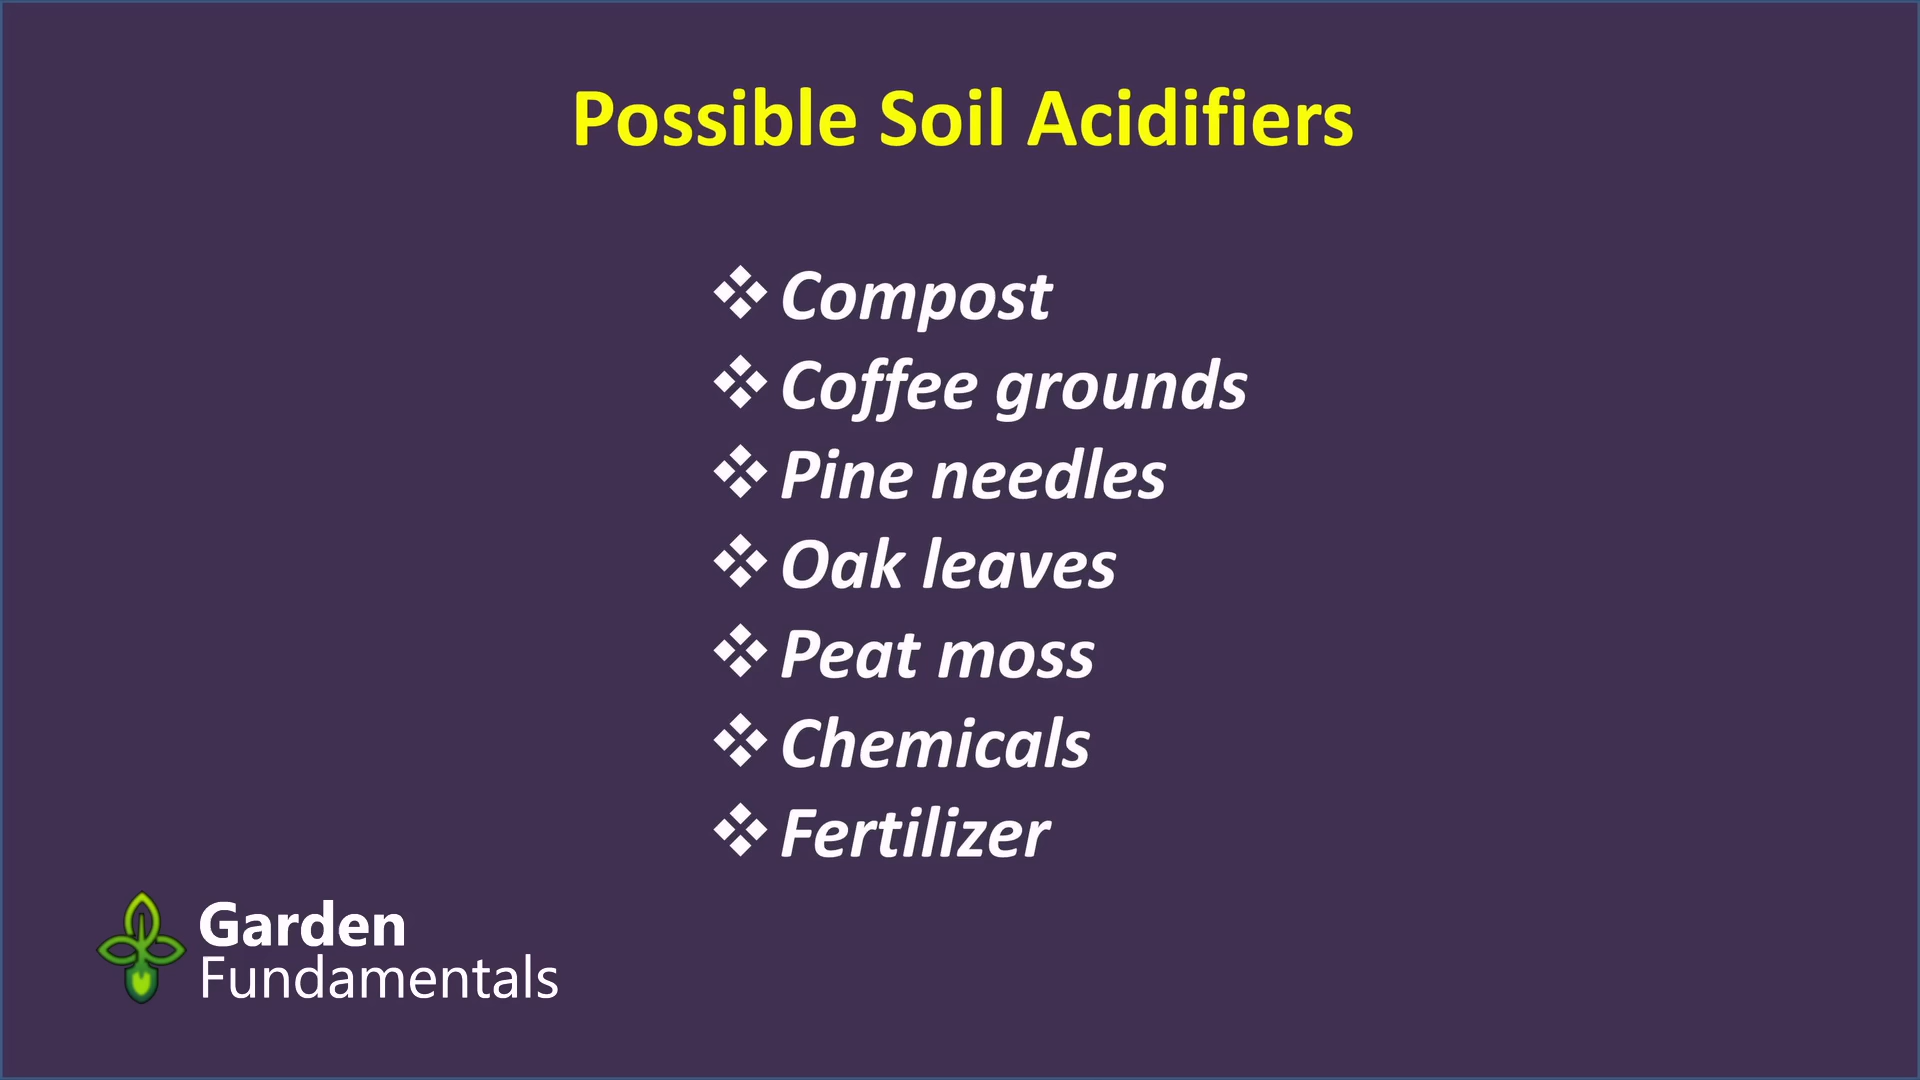 Possible Soil Acidifiers
❖ Compost
❖ Coffee grounds
❖ Pine needles
❖ Oak leaves
❖ Peat moss
❖ Chemicals
❖ Fertilizer
Garden
Fundamentals